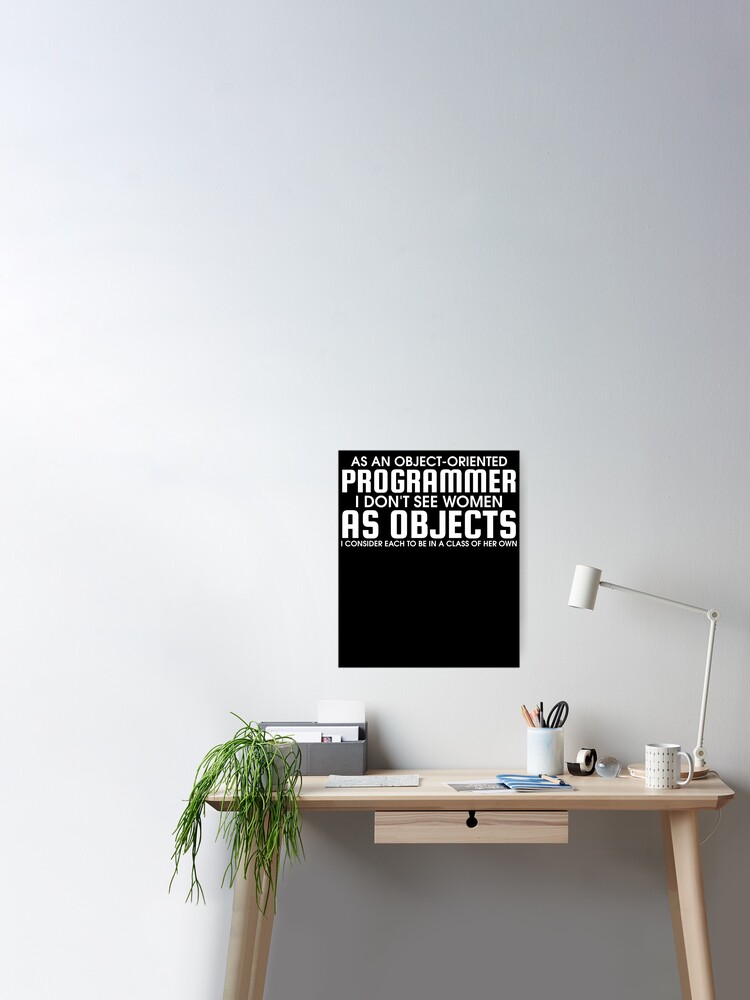 AS AN OBJECT-ORIENTED
PROGRAMMER
I DON'T SEE WOMEN
AS OBJECTS
I CONSIDER EACH TO BE IN A CLASS OF HER OWN